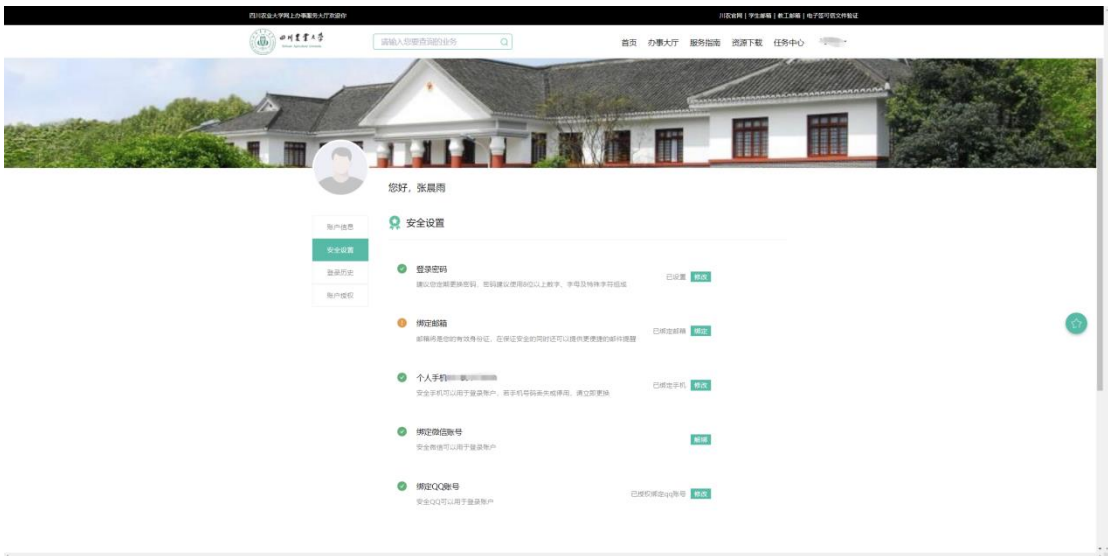 四川农业大学网上办事服务大厅欢迎你
川农官网 | 学生邮箱 | 教工邮箱 | 电子签可信文件验证
四川农业大学
请输入您要查询的业务
首页 办事大厅 服务指南 资源下载 任务中心
您好，张晨雨
账户信息
安全设置
安全设置
登录历史
账户授权
登录密码
建议您定期更换密码，密码建议使用8位以上数字、字母及特殊字符组成
已设置 修改
绑定邮箱
邮箱将是您的有效身份证，在保证安全的同时还可以提供更便捷的邮件提醒
已绑定邮箱 绑定
个人手机
安全手机可以用于登录账户，若手机号码丢失或停用，请立即更换
已绑定手机 修改
绑定微信账号
安全微信可以用于登录账户
解绑
绑定QQ账号
安全QQ可以用于登录账户
已授权绑定qq账号 修改